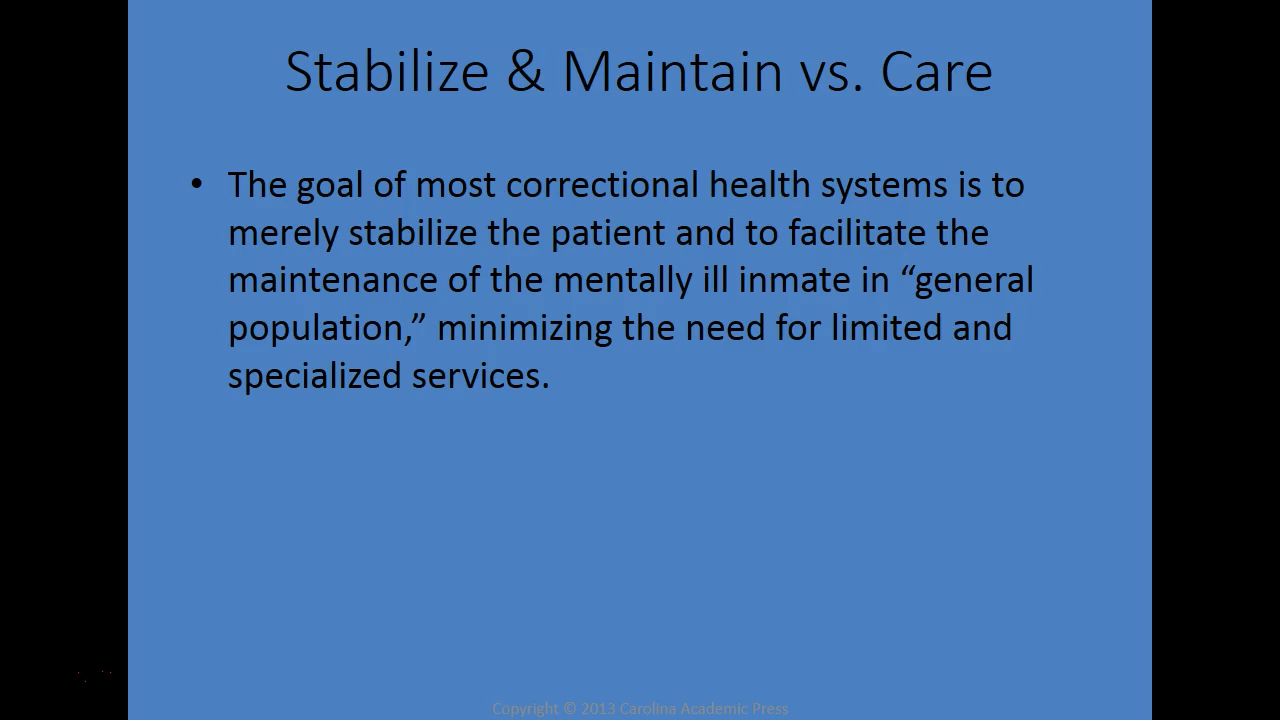 Stabilize & Maintain vs. Care
• The goal of most correctional health systems is to
merely stabilize the patient and to facilitate the
maintenance of the mentally ill inmate in “general
population,” minimizing the need for limited and
specialized services.
Copyright © 2013 Carolina Academic Press